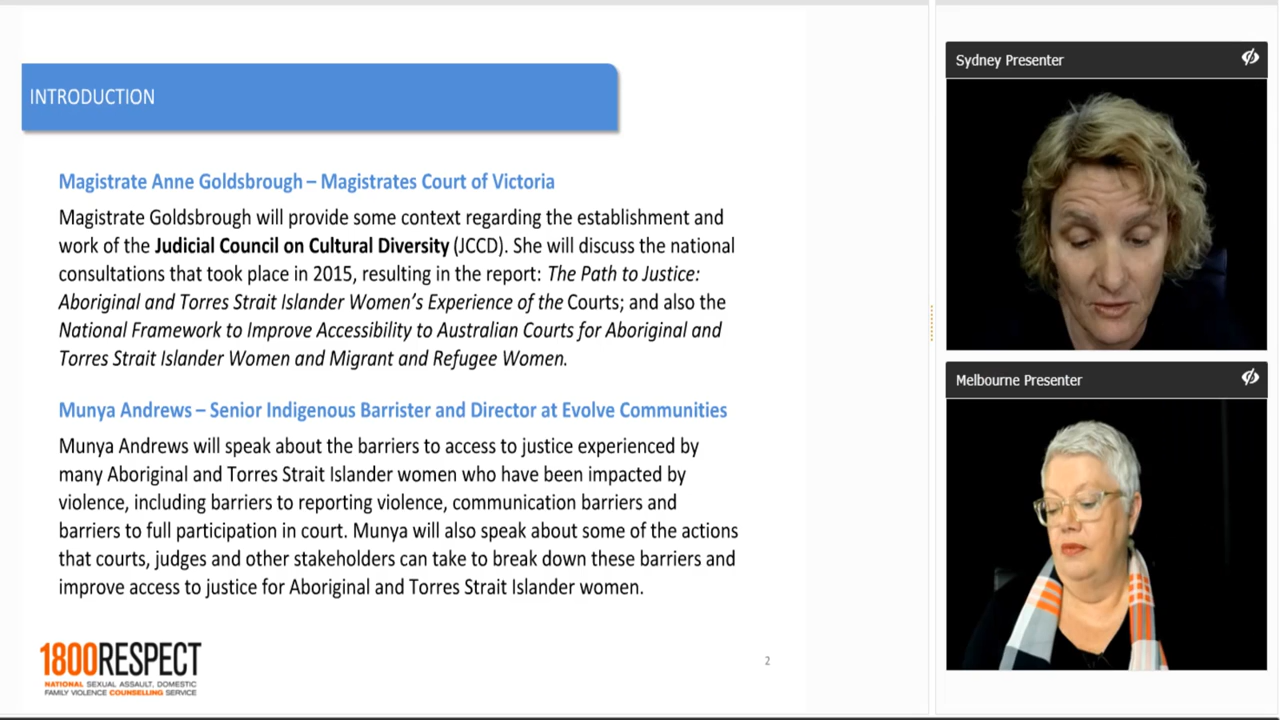 INTRODUCTION
Magistrate Anne Goldsbrough – Magistrates Court of Victoria
Magistrate Goldsbrough will provide some context regarding the establishment and
work of the Judicial Council on Cultural Diversity (JCCD). She will discuss the national
consultations that took place in 2015, resulting in the report: The Path to Justice:
Aboriginal and Torres Strait Islander Women's Experience of the Courts; and also the
National Framework to Improve Accessibility to Australian Courts for Aboriginal and
Torres Strait Islander Women and Migrant and Refugee Women.
Munya Andrews – Senior Indigenous Barrister and Director at Evolve Communities
Munya Andrews will speak about the barriers to access to justice experienced by
many Aboriginal and Torres Strait Islander women who have been impacted by
violence, including barriers to reporting violence, communication barriers and
barriers to full participation in court. Munya will also speak about some of the actions
that courts, judges and other stakeholders can take to break down these barriers and
improve access to justice for Aboriginal and Torres Strait Islander women.
1800RESPECT
NATIONAL SEXUAL ASSAULT, DOMESTIC
FAMILY VIOLENCE COUNSELLING SERVICE
2
Sydney Presenter
Melbourne Presenter